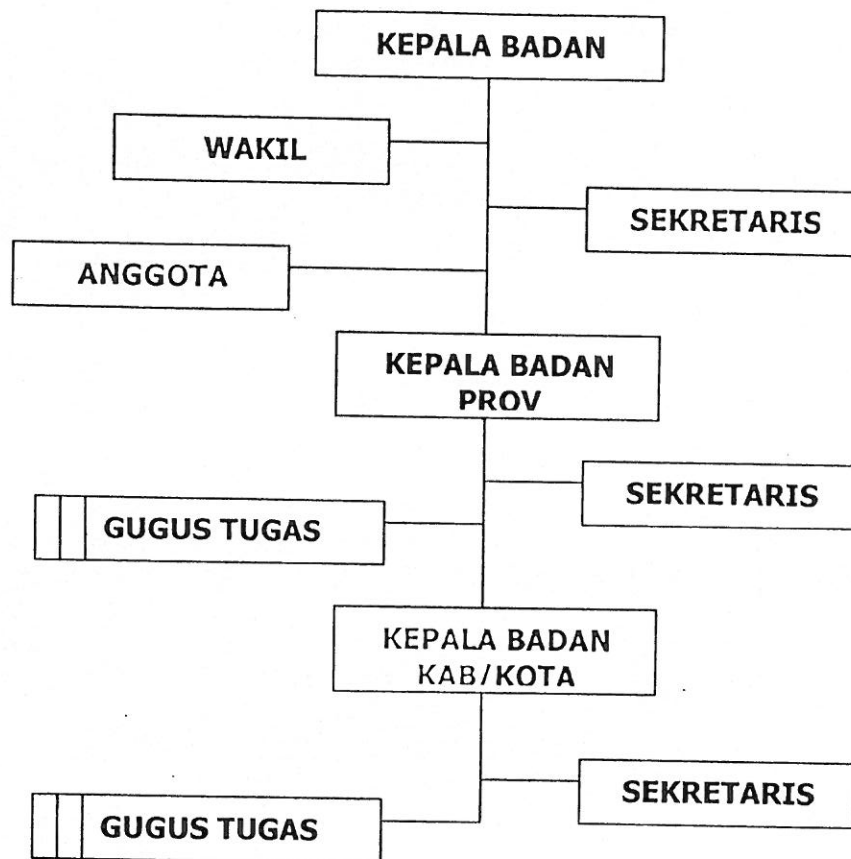 KEPALA BADAN
WAKIL
SEKRETARIS
ANGGOTA
KEPALA BADAN
PROV
SEKRETARIS
GUGUS TUGAS
KEPALA BADAN
KAB/KOTA
SEKRETARIS
GUGUS TUGAS